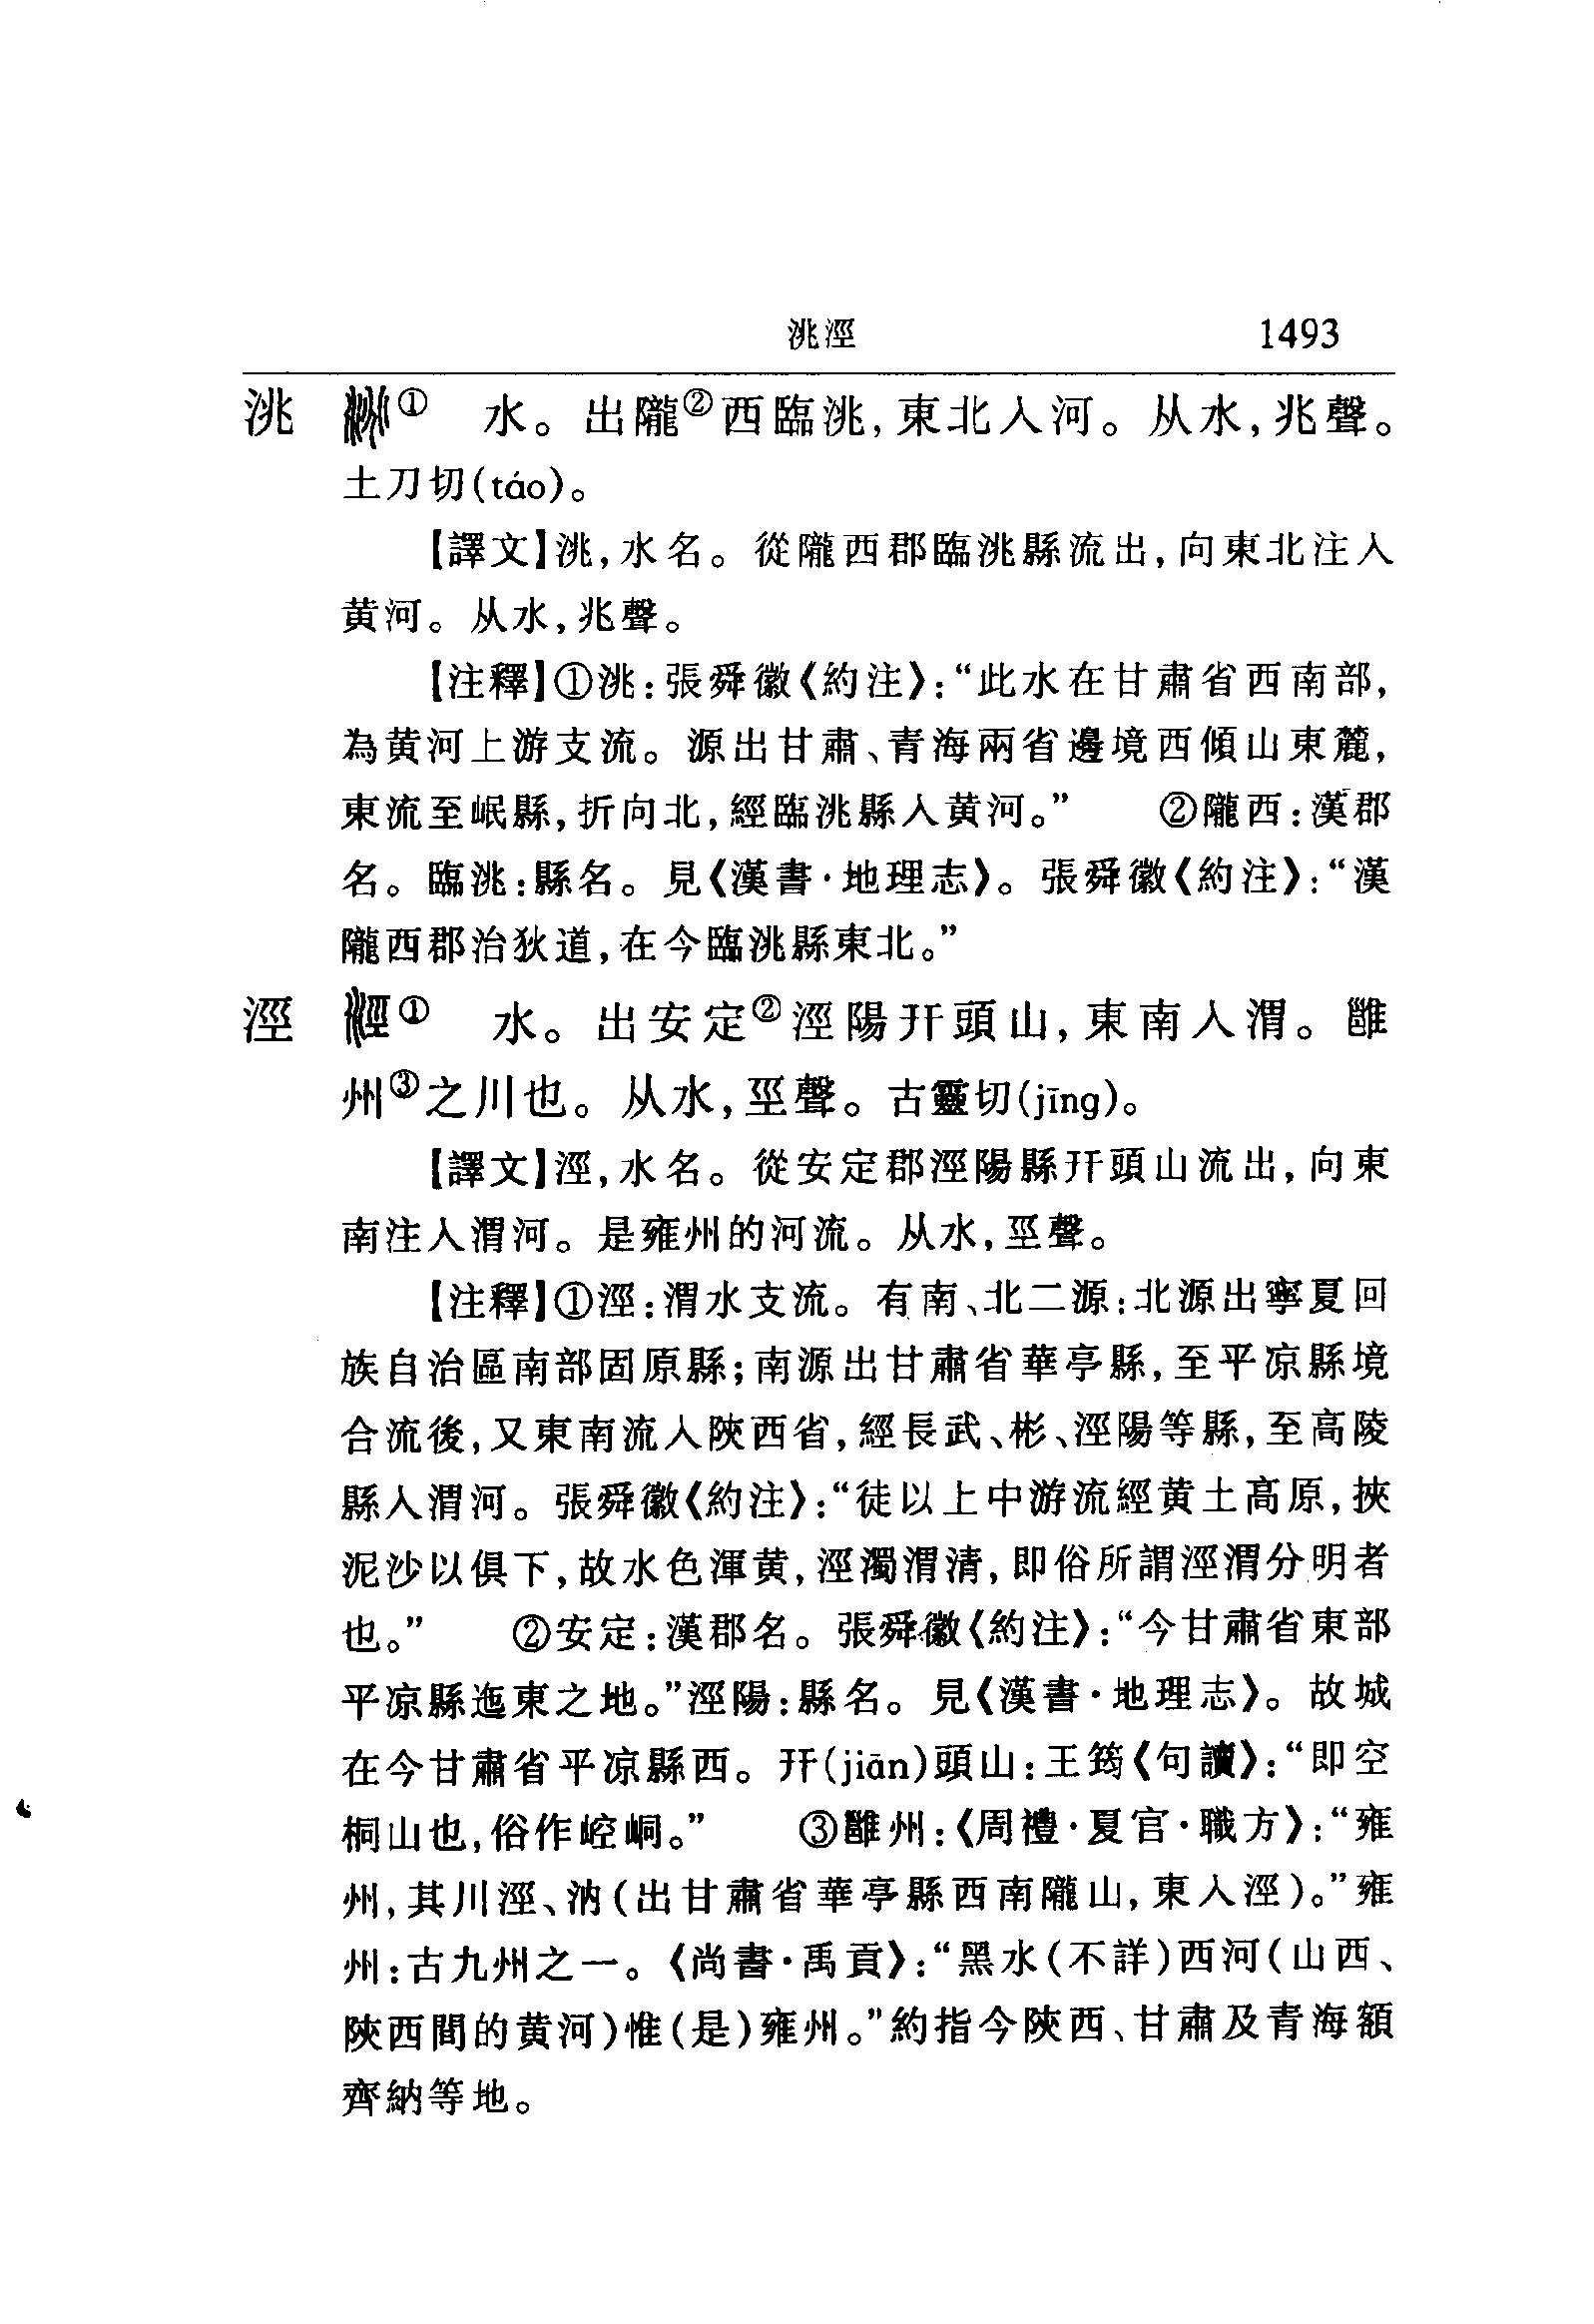 洮涇 1493
洮 ① 水。出隴②西臨洮,東北入河。从水,兆聲。
土刀切(táo)。
【譯文】洮,水名。從隴西郡臨洮縣流出,向東北注入
黄河。从水,兆聲。
【注釋】①洮:張舜徽《約注》:“此水在甘肅省西南部,
為黄河上游支流。源出甘肅、青海兩省邊境西傾山東麓,
東流至岷縣,折向北,經臨洮縣入黄河。” ②隴西:漢郡
名。臨洮:縣名。見《漢書·地理志》。張舜徽《約注》:“漢
隴西郡治狄道,在今臨洮縣東北。”
涇 ① 水。出安定②涇陽幵頭山,東南入渭。雝
州③之川也。从水,巠聲。古靈切(jīng)。
【譯文】涇,水名。從安定郡涇陽縣幵頭山流出,向東
南注入渭河。是雍州的河流。从水,巠聲。
【注釋】①涇:渭水支流。有南、北二源:北源出寧夏回
族自治區南部固原縣;南源出甘肅省華亭縣,至平凉縣境
合流後,又東南流入陝西省,經長武、彬、涇陽等縣,至高陵
縣入渭河。張舜徽《約注》:“徒以上中游流經黄土高原,挾
泥沙以俱下,故水色渾黄,涇濁渭清,即俗所謂涇渭分明者
也。” ②安定:漢郡名。張舜徽《約注》:“今甘肅省東部
平凉縣迤東之地。”涇陽:縣名。見《漢書·地理志》。故城
在今甘肅省平凉縣西。幵(jiān)頭山:王筠《句讀》:“即空
桐山也,俗作崆峒。” ③雝州:《周禮·夏官·職方》:“雍
州,其川涇、汭(出甘肅省華亭縣西南隴山,東入涇)。”雍
州:古九州之一。《尚書·禹貢》:“黑水(不詳)西河(山西、
陝西間的黄河)惟(是)雍州。”約指今陝西、甘肅及青海額
齊納等地。